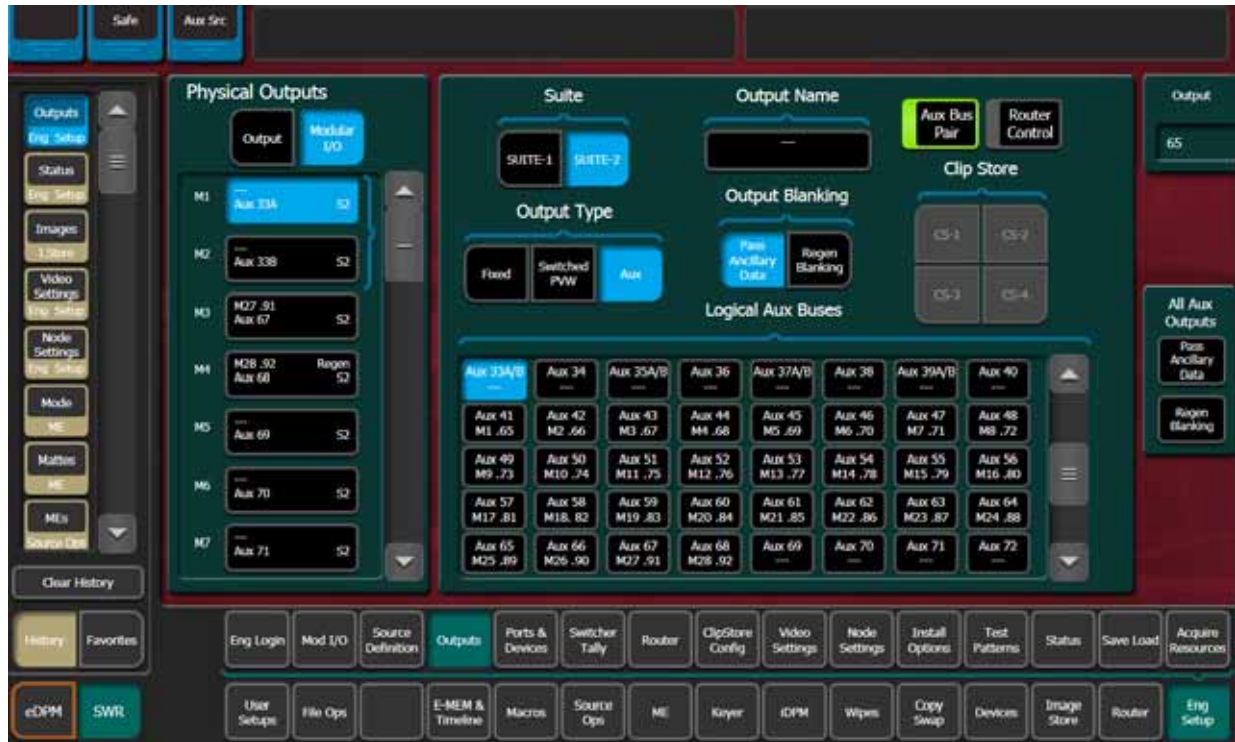 Safe
Aux Src
Outputs
Eng Setup
Status
Eng Setup
Images
I.Store
Video
Settings
Eng Setup
Node
Settings
Eng Setup
Mode
ME
Mattes
ME
MEs
Source Ops
Clear History
History
Favorites
eDPM
SWR
Physical Outputs
Output
Modular
I/O
M1
---
Aux 33A S2
M2
---
Aux 33B S2
M3
M27 .91
Aux 67 S2
M4
M28 .92 Regen
Aux 68 S2
M5
---
Aux 69 S2
M6
---
Aux 70 S2
M7
---
Aux 71 S2
Suite
SUITE-1
SUITE-2
Output Name
---
Aux Bus
Pair
Router
Control
Output Type
Fixed
Switched
PVW
Aux
Output Blanking
Pass
Ancillary
Data
Regen
Blanking
Clip Store
CS-1
CS-2
CS-3
CS-4
Logical Aux Buses
Aux 33A/B Aux 34 Aux 35A/B Aux 36 Aux 37A/B Aux 38 Aux 39A/B Aux 40
--- --- --- --- --- --- --- ---
Aux 41 Aux 42 Aux 43 Aux 44 Aux 45 Aux 46 Aux 47 Aux 48
M1 .65 M2 .66 M3 .67 M4 .68 M5 .69 M6 .70 M7 .71 M8 .72
Aux 49 Aux 50 Aux 51 Aux 52 Aux 53 Aux 54 Aux 55 Aux 56
M9 .73 M10 .74 M11 .75 M12 .76 M13 .77 M14 .78 M15 .79 M16 .80
Aux 57 Aux 58 Aux 59 Aux 60 Aux 61 Aux 62 Aux 63 Aux 64
M17 .81 M18. 82 M19 .83 M20 .84 M21 .85 M22 .86 M23 .87 M24 .88
Aux 65 Aux 66 Aux 67 Aux 68 Aux 69 Aux 70 Aux 71 Aux 72
M25 .89 M26 .90 M27 .91 M28 .92 --- --- --- ---
Output
65
All Aux
Outputs
Pass
Ancillary
Data
Regen
Blanking
Eng Login
Mod I/O
Source
Definition
Outputs
Ports &
Devices
Switcher
Tally
Router
ClipStore
Config
Video
Settings
Node
Settings
Install
Options
Test
Patterns
Status
Save Load
Acquire
Resources
User
Setups
File Ops
E-MEM &
Timeline
Macros
Source
Ops
ME
Keyer
iDPM
Wipes
Copy
Swap
Devices
Image
Store
Router
Eng
Setup